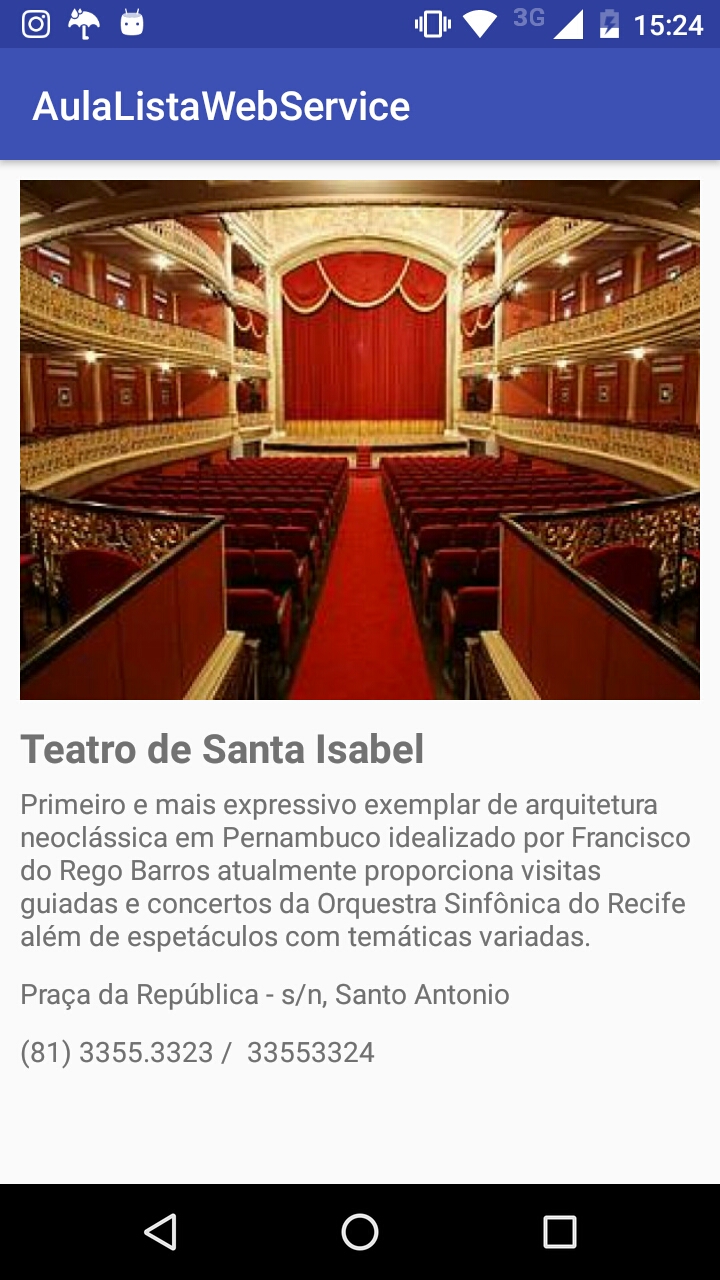 3G 15:24
AulaListaWebService
Teatro de Santa Isabel
Primeiro e mais expressivo exemplar de arquitetura
neoclássica em Pernambuco idealizado por Francisco
do Rego Barros atualmente proporciona visitas
guiadas e concertos da Orquestra Sinfônica do Recife
além de espetáculos com temáticas variadas.
Praça da República - s/n, Santo Antonio
(81) 3355.3323 /  33553324